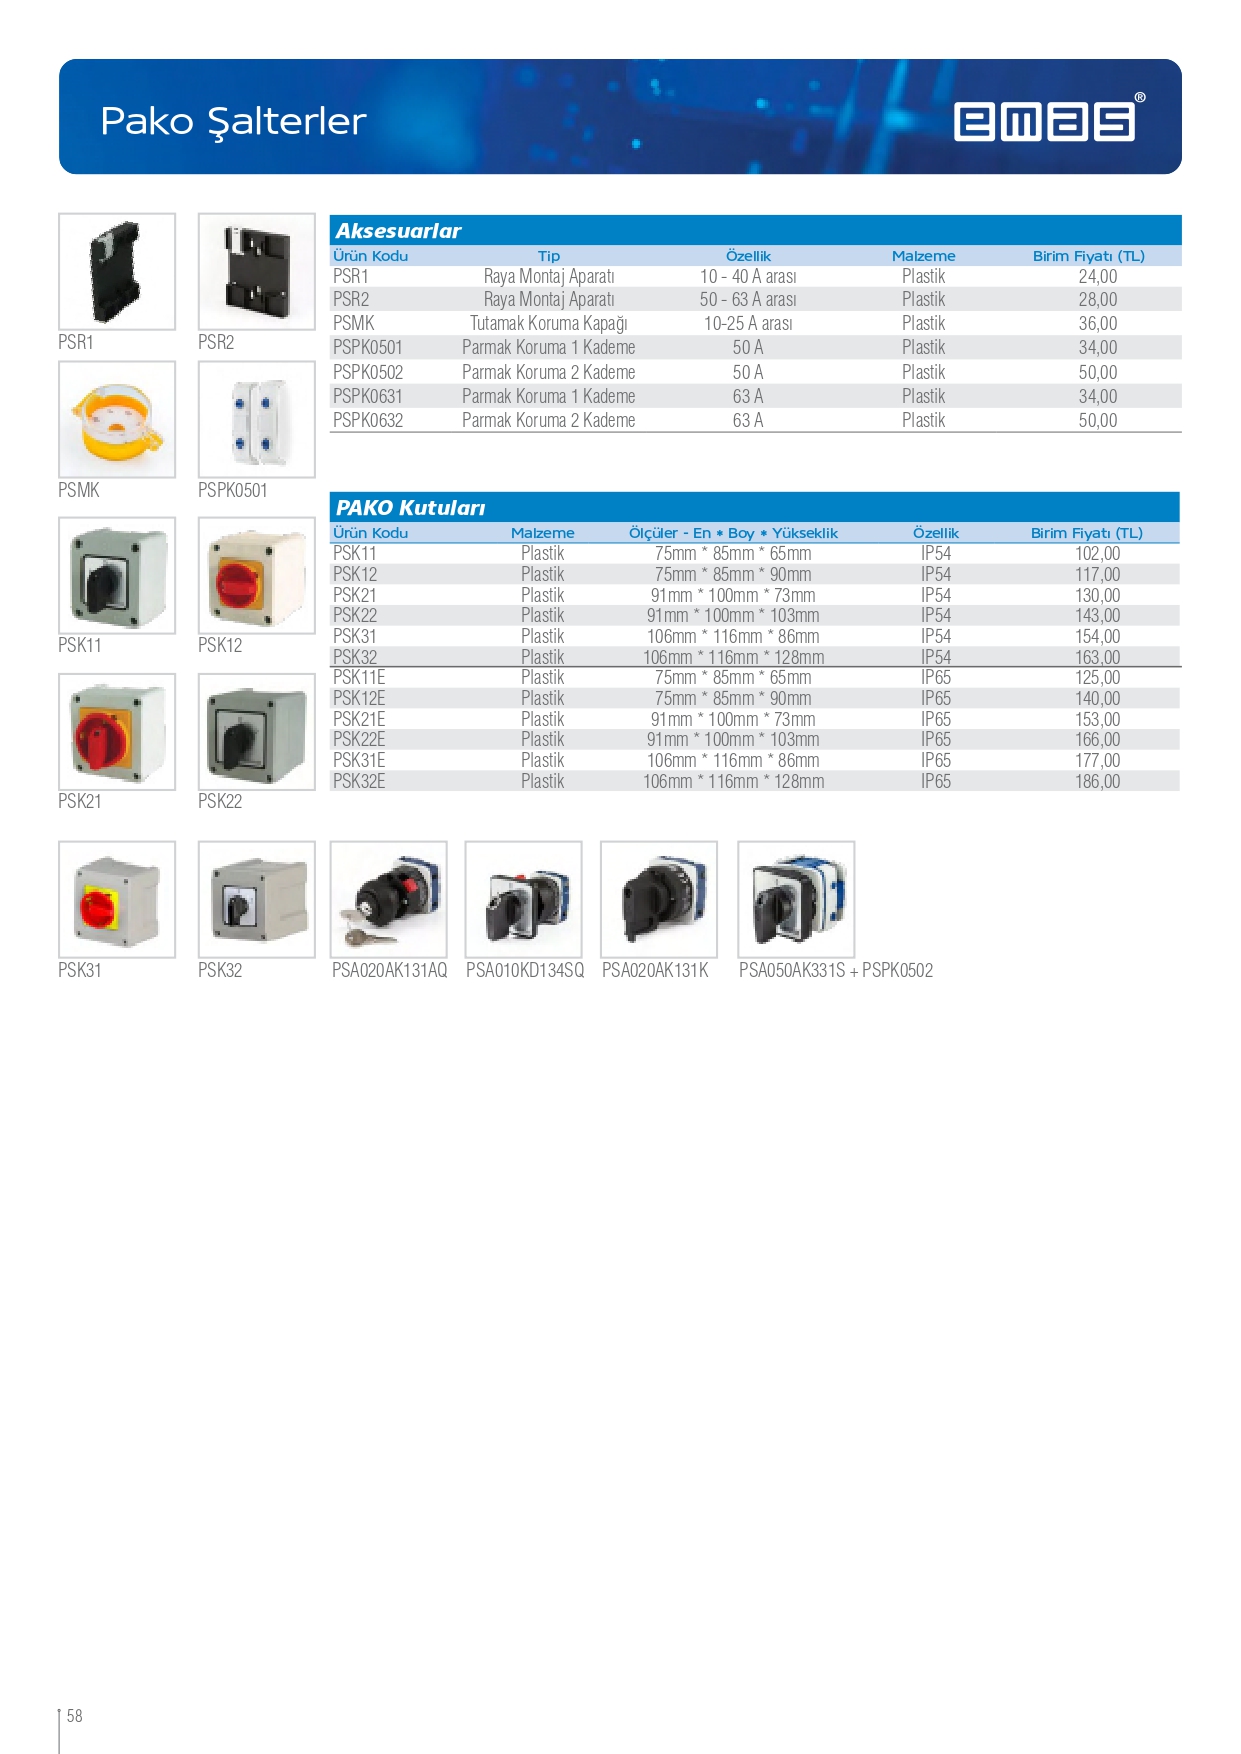 Pako Şalterler
emas®
PSR1
PSR2
PSMK
PSPK0501
PSK11
PSK12
PSK21
PSK22
Aksesuarlar
Ürün Kodu Tip Özellik Malzeme Birim Fiyatı (TL)
PSR1 Raya Montaj Aparatı 10 - 40 A arası Plastik 24,00
PSR2 Raya Montaj Aparatı 50 - 63 A arası Plastik 28,00
PSMK Tutamak Koruma Kapağı 10-25 A arası Plastik 36,00
PSPK0501 Parmak Koruma 1 Kademe 50 A Plastik 34,00
PSPK0502 Parmak Koruma 2 Kademe 50 A Plastik 50,00
PSPK0631 Parmak Koruma 1 Kademe 63 A Plastik 34,00
PSPK0632 Parmak Koruma 2 Kademe 63 A Plastik 50,00
PAKO Kutuları
Ürün Kodu Malzeme Ölçüler - En * Boy * Yükseklik Özellik Birim Fiyatı (TL)
PSK11 Plastik 75mm * 85mm * 65mm IP54 102,00
PSK12 Plastik 75mm * 85mm * 90mm IP54 117,00
PSK21 Plastik 91mm * 100mm * 73mm IP54 130,00
PSK22 Plastik 91mm * 100mm * 103mm IP54 143,00
PSK31 Plastik 106mm * 116mm * 86mm IP54 154,00
PSK32 Plastik 106mm * 116mm * 128mm IP54 163,00
PSK11E Plastik 75mm * 85mm * 65mm IP65 125,00
PSK12E Plastik 75mm * 85mm * 90mm IP65 140,00
PSK21E Plastik 91mm * 100mm * 73mm IP65 153,00
PSK22E Plastik 91mm * 100mm * 103mm IP65 166,00
PSK31E Plastik 106mm * 116mm * 86mm IP65 177,00
PSK32E Plastik 106mm * 116mm * 128mm IP65 186,00
PSK31
PSK32
PSA020AK131AQ
PSA010KD134SQ
PSA020AK131K
PSA050AK331S + PSPK0502
58